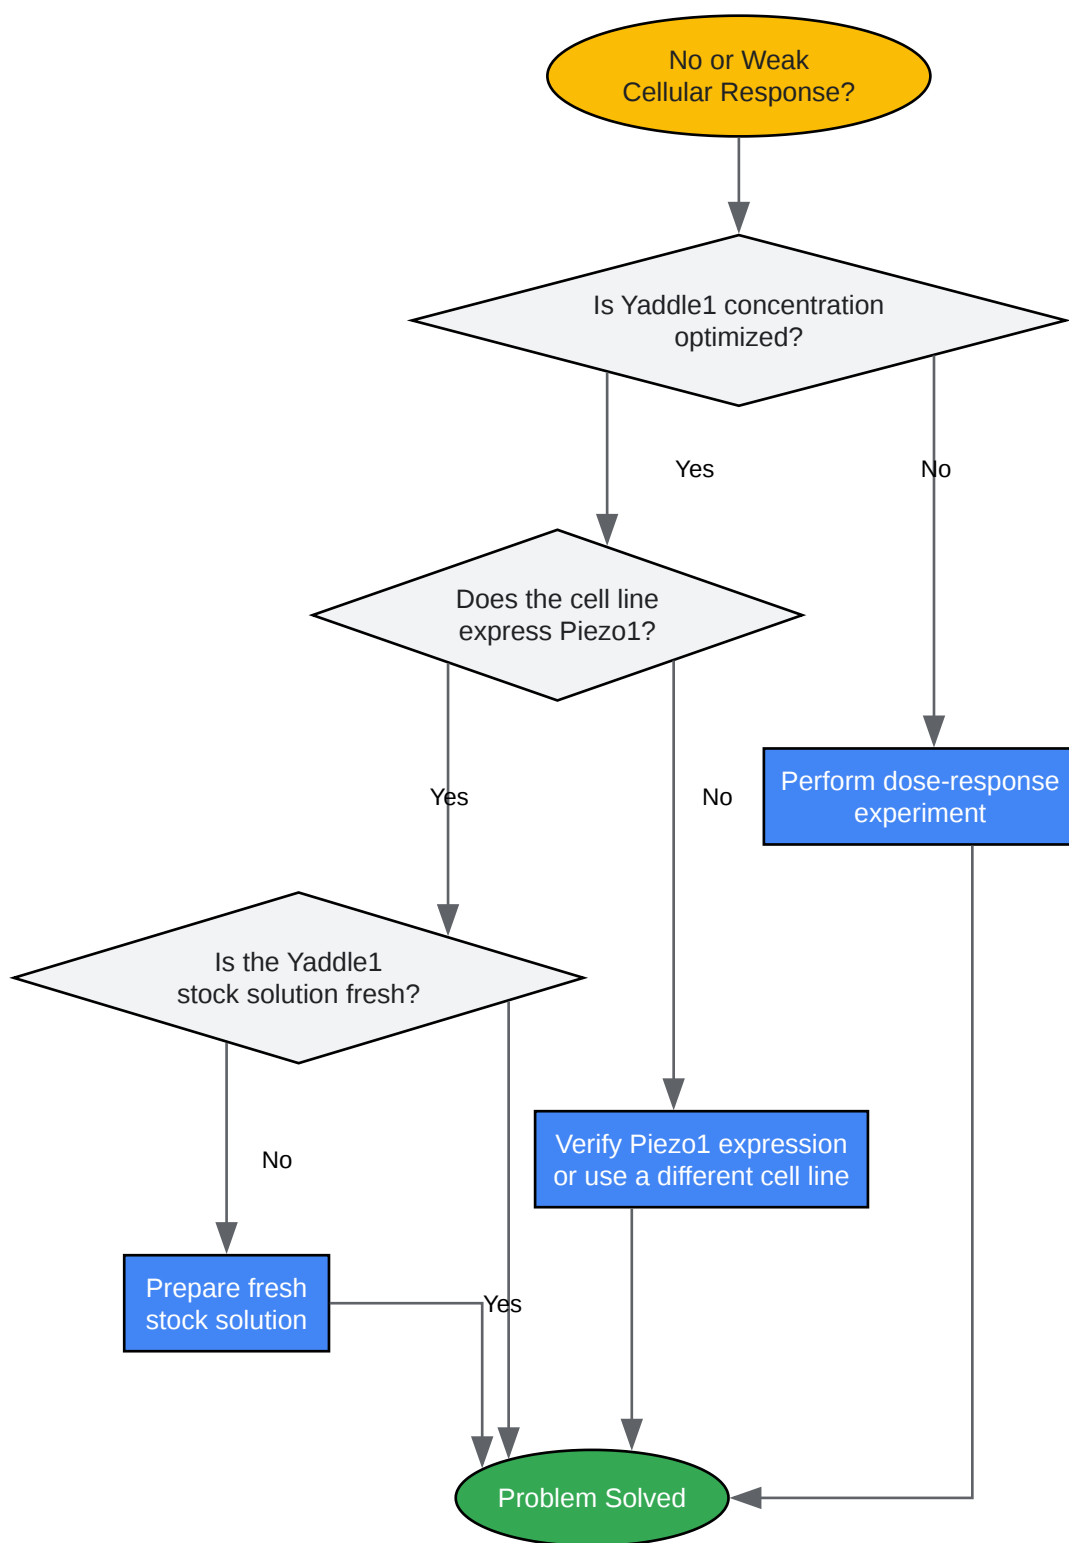 No or Weak
Cellular Response?
Is Yaddle1 concentration
optimized?
Yes
No
Does the cell line
express Piezo1?
Perform dose-response
experiment
Yes
No
Is the Yaddle1
stock solution fresh?
Verify Piezo1 expression
or use a different cell line
No
Prepare fresh
stock solution
Yes
Problem Solved